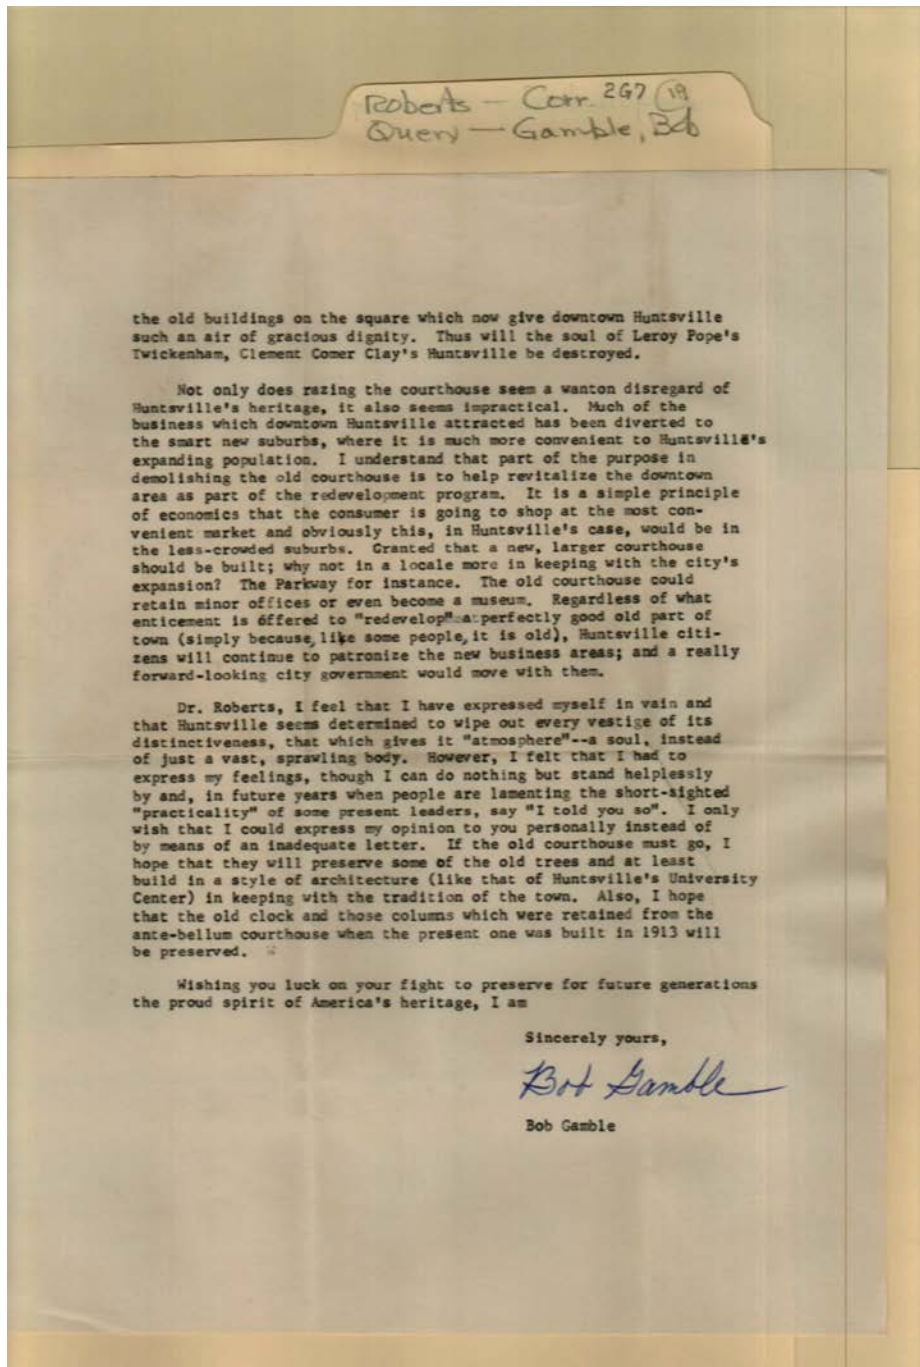 Roberts — Corr. 2G7 19
Query — Gamble, Bob
the old buildings on the square which now give downtown Huntsville
such an air of gracious dignity. Thus will the soul of Leroy Pope's
Twickenham, Clement Comer Clay's Huntsville be destroyed.
Not only does razing the courthouse seem a wanton disregard of
Huntsville's heritage, it also seems impractical. Much of the
business which downtown Huntsville attracted has been diverted to
the smart new suburbs, where it is much more convenient to Huntsville's
expanding population. I understand that part of the purpose in
demolishing the old courthouse is to help revitalize the downtown
area as part of the redevelopment program. It is a simple principle
of economics that the consumer is going to shop at the most con-
venient market and obviously this, in Huntsville's case, would be in
the less-crowded suburbs. Granted that a new, larger courthouse
should be built; why not in a locale more in keeping with the city's
expansion? The Parkway for instance. The old courthouse could
retain minor offices or even become a museum. Regardless of what
enticement is offered to "redevelop" a perfectly good old part of
town (simply because, like some people, it is old), Huntsville citi-
zens will continue to patronize the new business areas; and a really
forward-looking city government would move with them.
Dr. Roberts, I feel that I have expressed myself in vain and
that Huntsville seems determined to wipe out every vestige of its
distinctiveness, that which gives it "atmosphere"--a soul, instead
of just a vast, sprawling body. However, I felt that I had to
express my feelings, though I can do nothing but stand helplessly
by and, in future years when people are lamenting the short-sighted
"practicality" of some present leaders, say "I told you so". I only
wish that I could express my opinion to you personally instead of
by means of an inadequate letter. If the old courthouse must go, I
hope that they will preserve some of the old trees and at least
build in a style of architecture (like that of Huntsville's University
Center) in keeping with the tradition of the town. Also, I hope
that the old clock and those columns which were retained from the
ante-bellum courthouse when the present one was built in 1913 will
be preserved.
Wishing you luck on your fight to preserve for future generations
the proud spirit of America's heritage, I am
Sincerely yours,
Bob Gamble
Bob Gamble